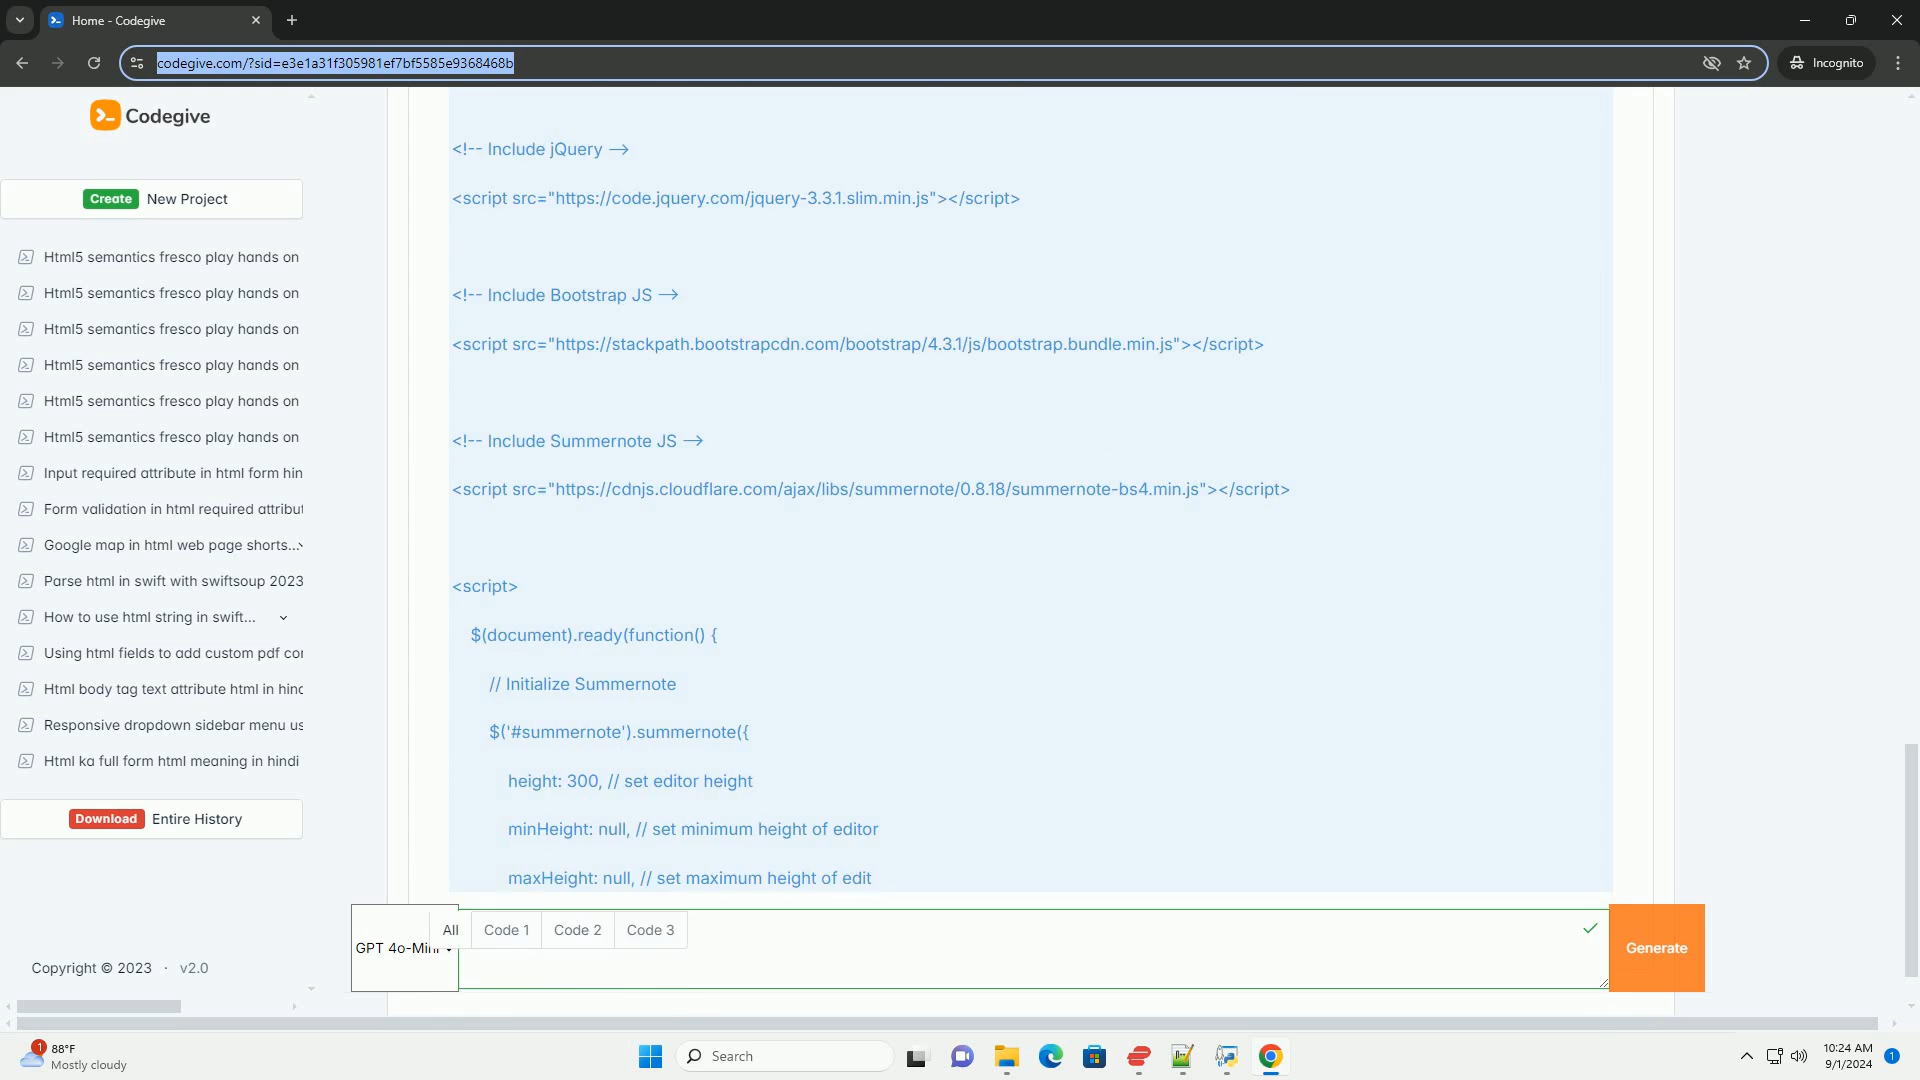 Home - Codegive
codegive.com/?sid=e3e1a31f305981ef7bf5585e9368468b
Incognito
Codegive
Create New Project
Html5 semantics fresco play hands on
Html5 semantics fresco play hands on
Html5 semantics fresco play hands on
Html5 semantics fresco play hands on
Html5 semantics fresco play hands on
Html5 semantics fresco play hands on
Input required attribute in html form hin
Form validation in html required attribut
Google map in html web page shorts...
Parse html in swift with swiftsoup 2023
How to use html string in swift...
Using html fields to add custom pdf cor
Html body tag text attribute html in hind
Responsive dropdown sidebar menu us
Html ka full form html meaning in hindi
Download Entire History
Copyright © 2023 · v2.0
<!-- Include jQuery -->
<script src="https://code.jquery.com/jquery-3.3.1.slim.min.js"></script>
<!-- Include Bootstrap JS -->
<script src="https://stackpath.bootstrapcdn.com/bootstrap/4.3.1/js/bootstrap.bundle.min.js"></script>
<!-- Include Summernote JS -->
<script src="https://cdnjs.cloudflare.com/ajax/libs/summernote/0.8.18/summernote-bs4.min.js"></script>
<script>
$(document).ready(function() {
// Initialize Summernote
$('#summernote').summernote({
height: 300, // set editor height
minHeight: null, // set minimum height of editor
maxHeight: null, // set maximum height of edit
All Code 1 Code 2 Code 3
GPT 4o-Mini
Generate
1
88°F
Mostly cloudy
Search
10:24 AM
9/1/2024
1